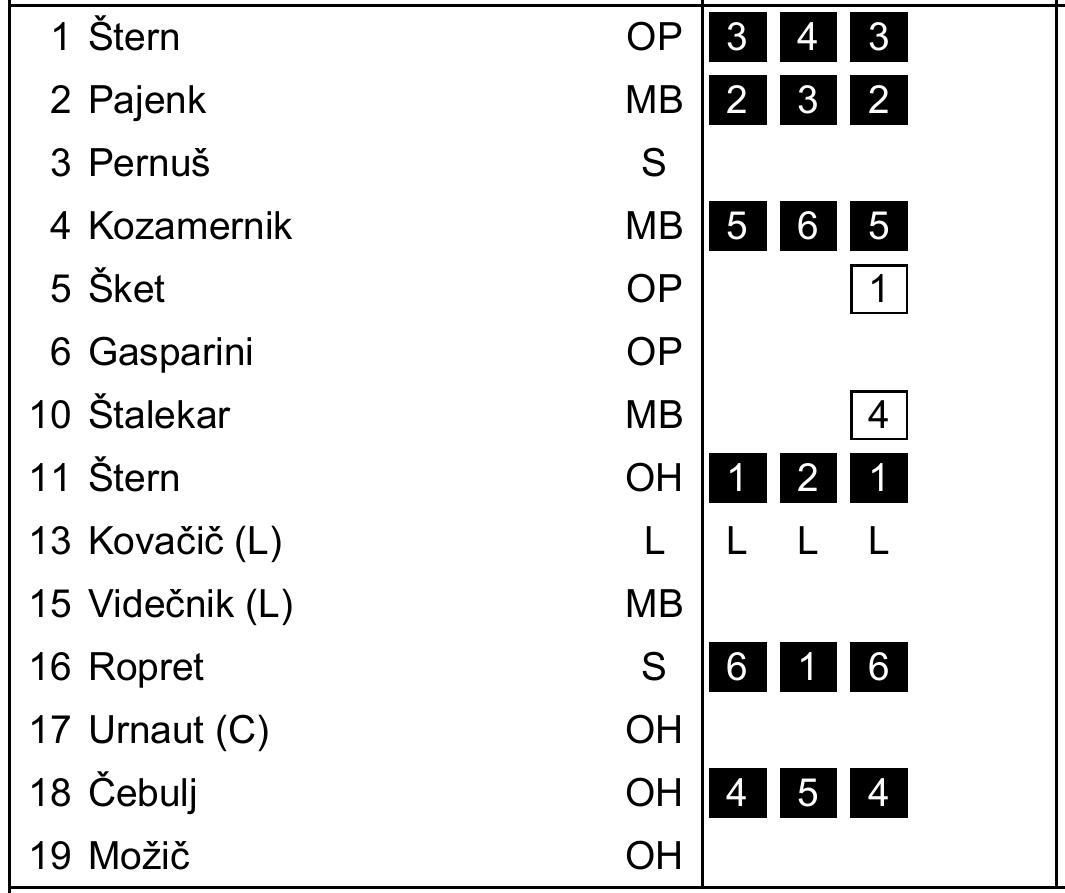 1 Štern OP 3 4 3
2 Pajenk MB 2 3 2
3 Pernuš S
4 Kozamernik MB 5 6 5
5 Šket OP 1
6 Gasparini OP
10 Štalekar MB 4
11 Štern OH 1 2 1
13 Kovačič (L) L L L L
15 Videčnik (L) MB
16 Ropret S 6 1 6
17 Urnaut (C) OH
18 Čebulj OH 4 5 4
19 Možič OH